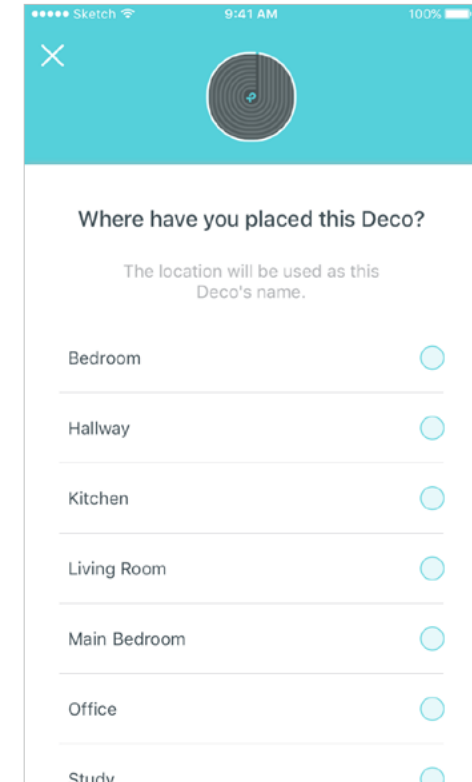 Sketch 9:41 AM 100%
Where have you placed this Deco?
The location will be used as this
Deco's name.
Bedroom
Hallway
Kitchen
Living Room
Main Bedroom
Office
Study